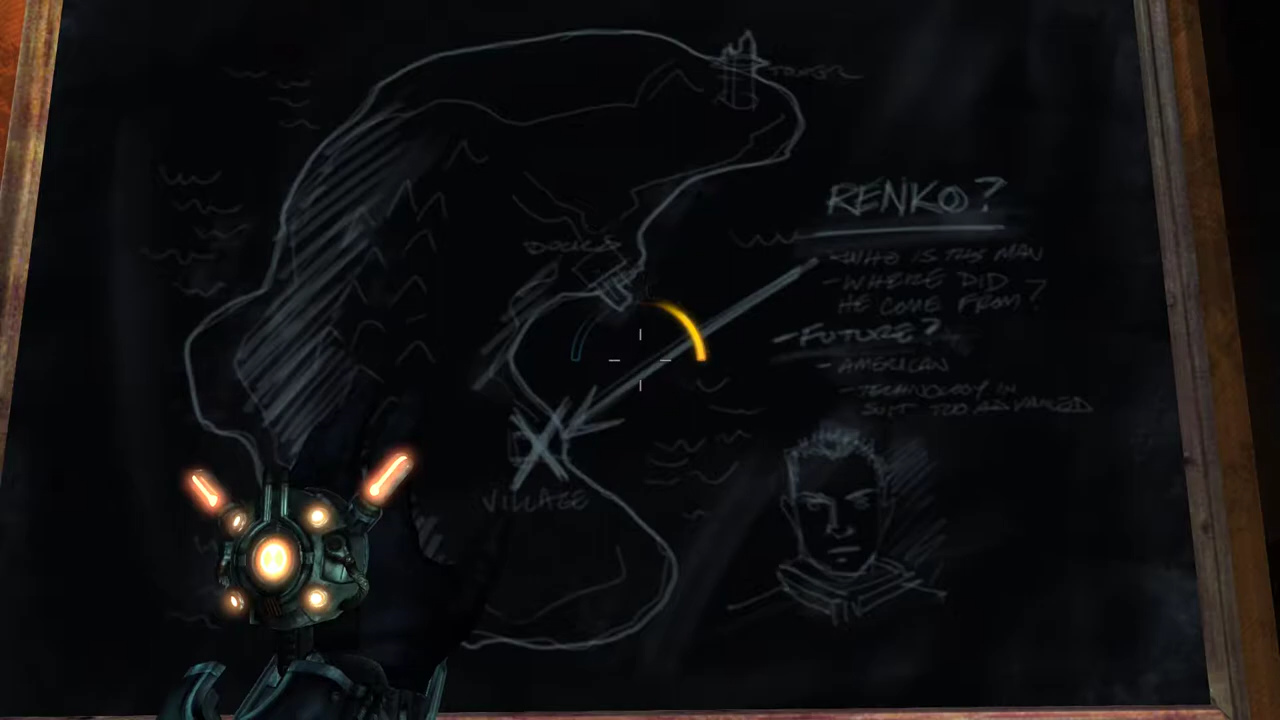 TOWER
RENKO?
DOCKS
- WHO IS THIS MAN
- WHERE DID
HE COME FROM?
- FUTURE?
- AMERICAN
- TECHNOLOGY IN
SUIT TOO ADVANCED
VILLAGE